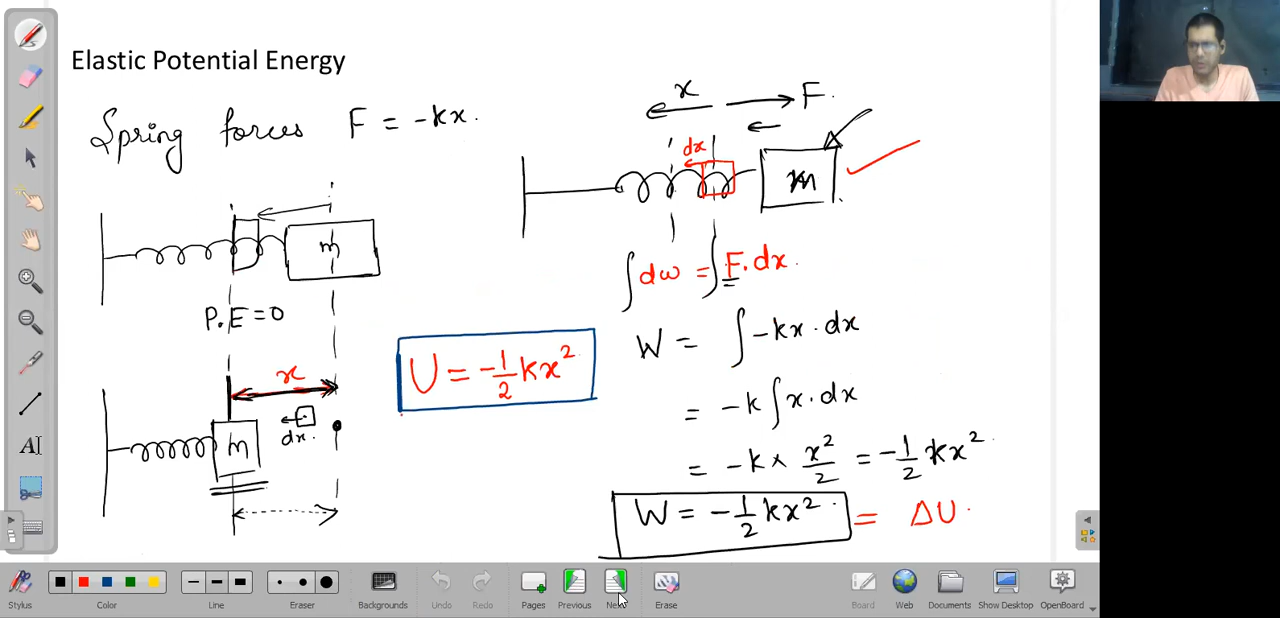 Elastic Potential Energy
Spring forces F = -kx.
m
P.E = 0
x
dx.
m
U = -1/2 kx²
x
F.
dx
m
∫dw = ∫F.dx.
W = ∫-kx.dx
= -k∫x.dx
= -k × x²/2 = -1/2 kx²
W = -1/2 kx² = ΔU.
Stylus
Color
Line
Eraser
Backgrounds
Undo
Redo
Pages
Previous
Next
Erase
Board
Web
Documents
Show Desktop
OpenBoard